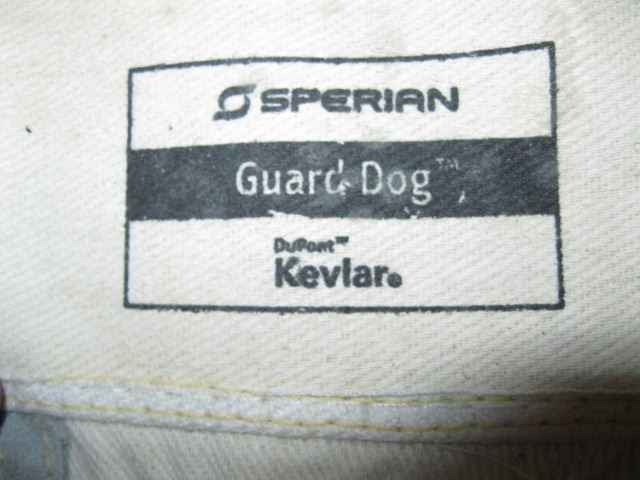 SPERIAN
Guard Dog™
DuPont™
Kevlar®